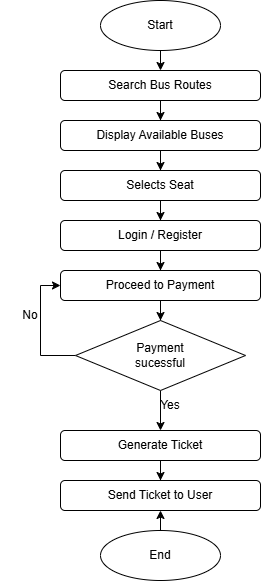 Start
Search Bus Routes
Display Available Buses
Selects Seat
Login / Register
Proceed to Payment
No
Payment
sucessful
Yes
Generate Ticket
Send Ticket to User
End